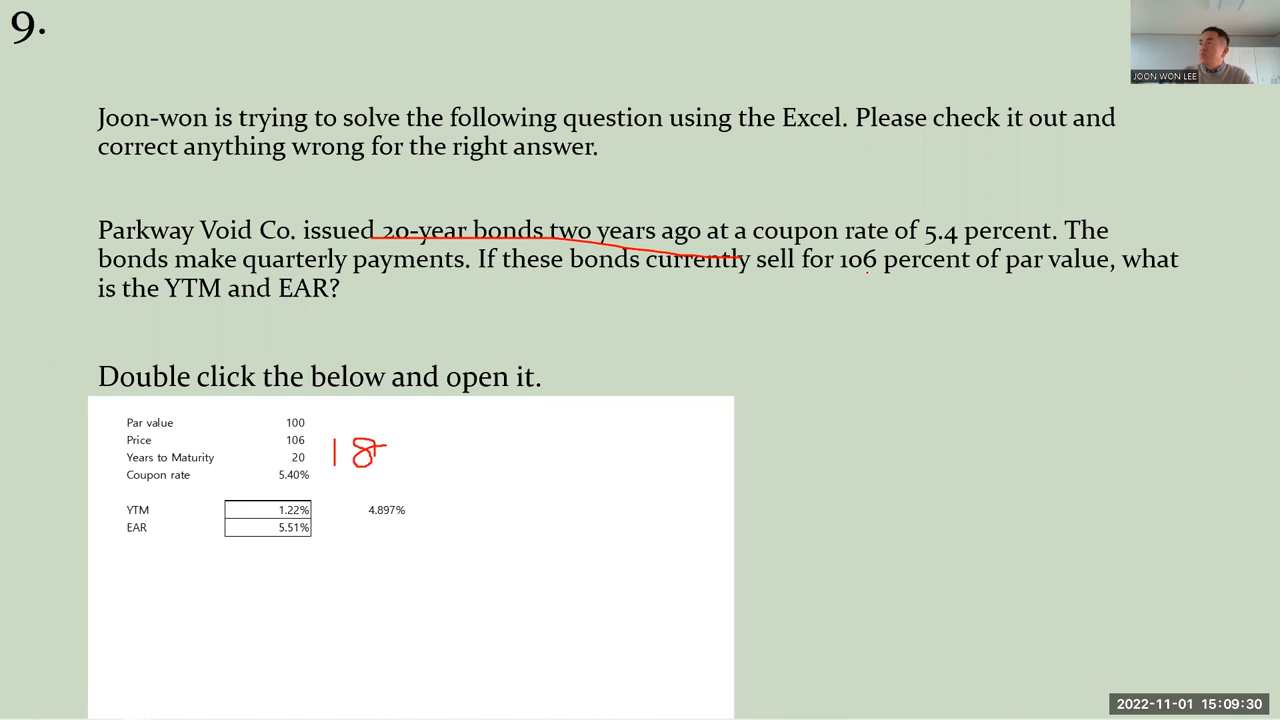 9.
JOON WON LEE
Joon-won is trying to solve the following question using the Excel. Please check it out and
correct anything wrong for the right answer.
Parkway Void Co. issued 20-year bonds two years ago at a coupon rate of 5.4 percent. The
bonds make quarterly payments. If these bonds currently sell for 106 percent of par value, what
is the YTM and EAR?
Double click the below and open it.
Par value 100
Price 106
Years to Maturity 20
18
Coupon rate 5.40%
YTM 1.22% 4.897%
EAR 5.51%
2022-11-01 15:09:30